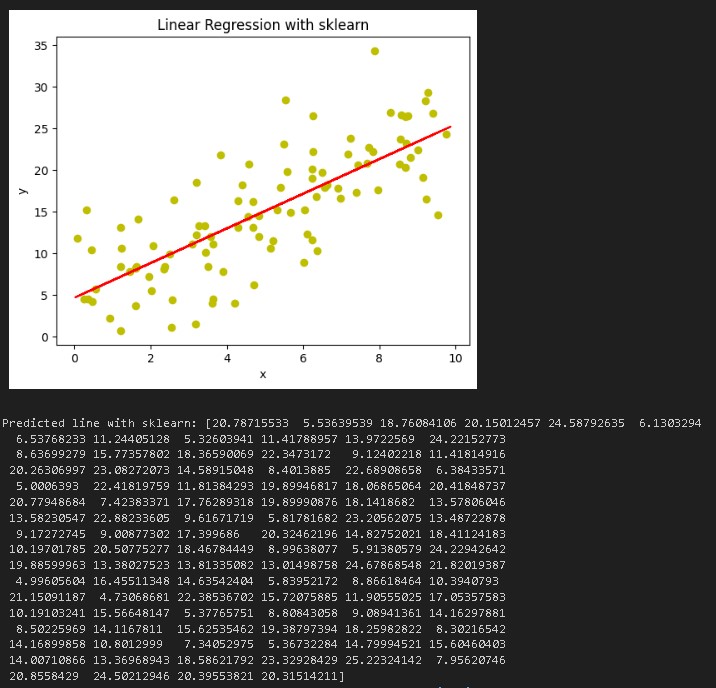 Linear Regression with sklearn
35
30
25
20
15
10
5
0
y
0 2 4 6 8 10
x
Predicted line with sklearn: [20.78715533 5.53639539 18.76084106 20.15012457 24.58792635 6.1303294
6.53768233 11.24405128 5.32603941 11.41788957 13.9722569 24.22152773
8.63699279 15.77357802 18.36590069 22.3473172 9.12402218 11.41814916
20.26306997 23.08272073 14.58915048 8.4013885 22.68908658 6.38433571
5.0006393 22.41819759 11.81384293 19.89946817 18.06865064 20.41848737
20.77948684 7.42383371 17.76289318 19.89990876 18.1418682 13.57806046
13.58230547 22.88233605 9.61671719 5.81781682 23.20562075 13.48722878
9.17272745 9.00877302 17.399686 20.32462196 14.82752021 18.41124183
10.19701785 20.50775277 18.46784449 8.99638077 5.91380579 24.22942642
19.88599963 13.38027523 13.81335082 13.01498758 24.67868548 21.82019387
4.99605604 16.45511348 14.63542404 5.83952172 8.86618464 10.3940793
21.15091187 4.73068681 22.38536702 15.72075885 11.90555025 17.05357583
10.19103241 15.56648147 5.37765751 8.80843058 9.08941361 14.16297881
8.50225969 14.1167811 15.62535462 19.38797394 18.25982822 8.30216542
14.16899858 10.8012999 7.34052975 5.36732284 14.79994521 15.60460403
14.00710866 13.36968943 18.58621792 23.32928429 25.22324142 7.95620746
20.8558429 24.50212946 20.39553821 20.31514211]